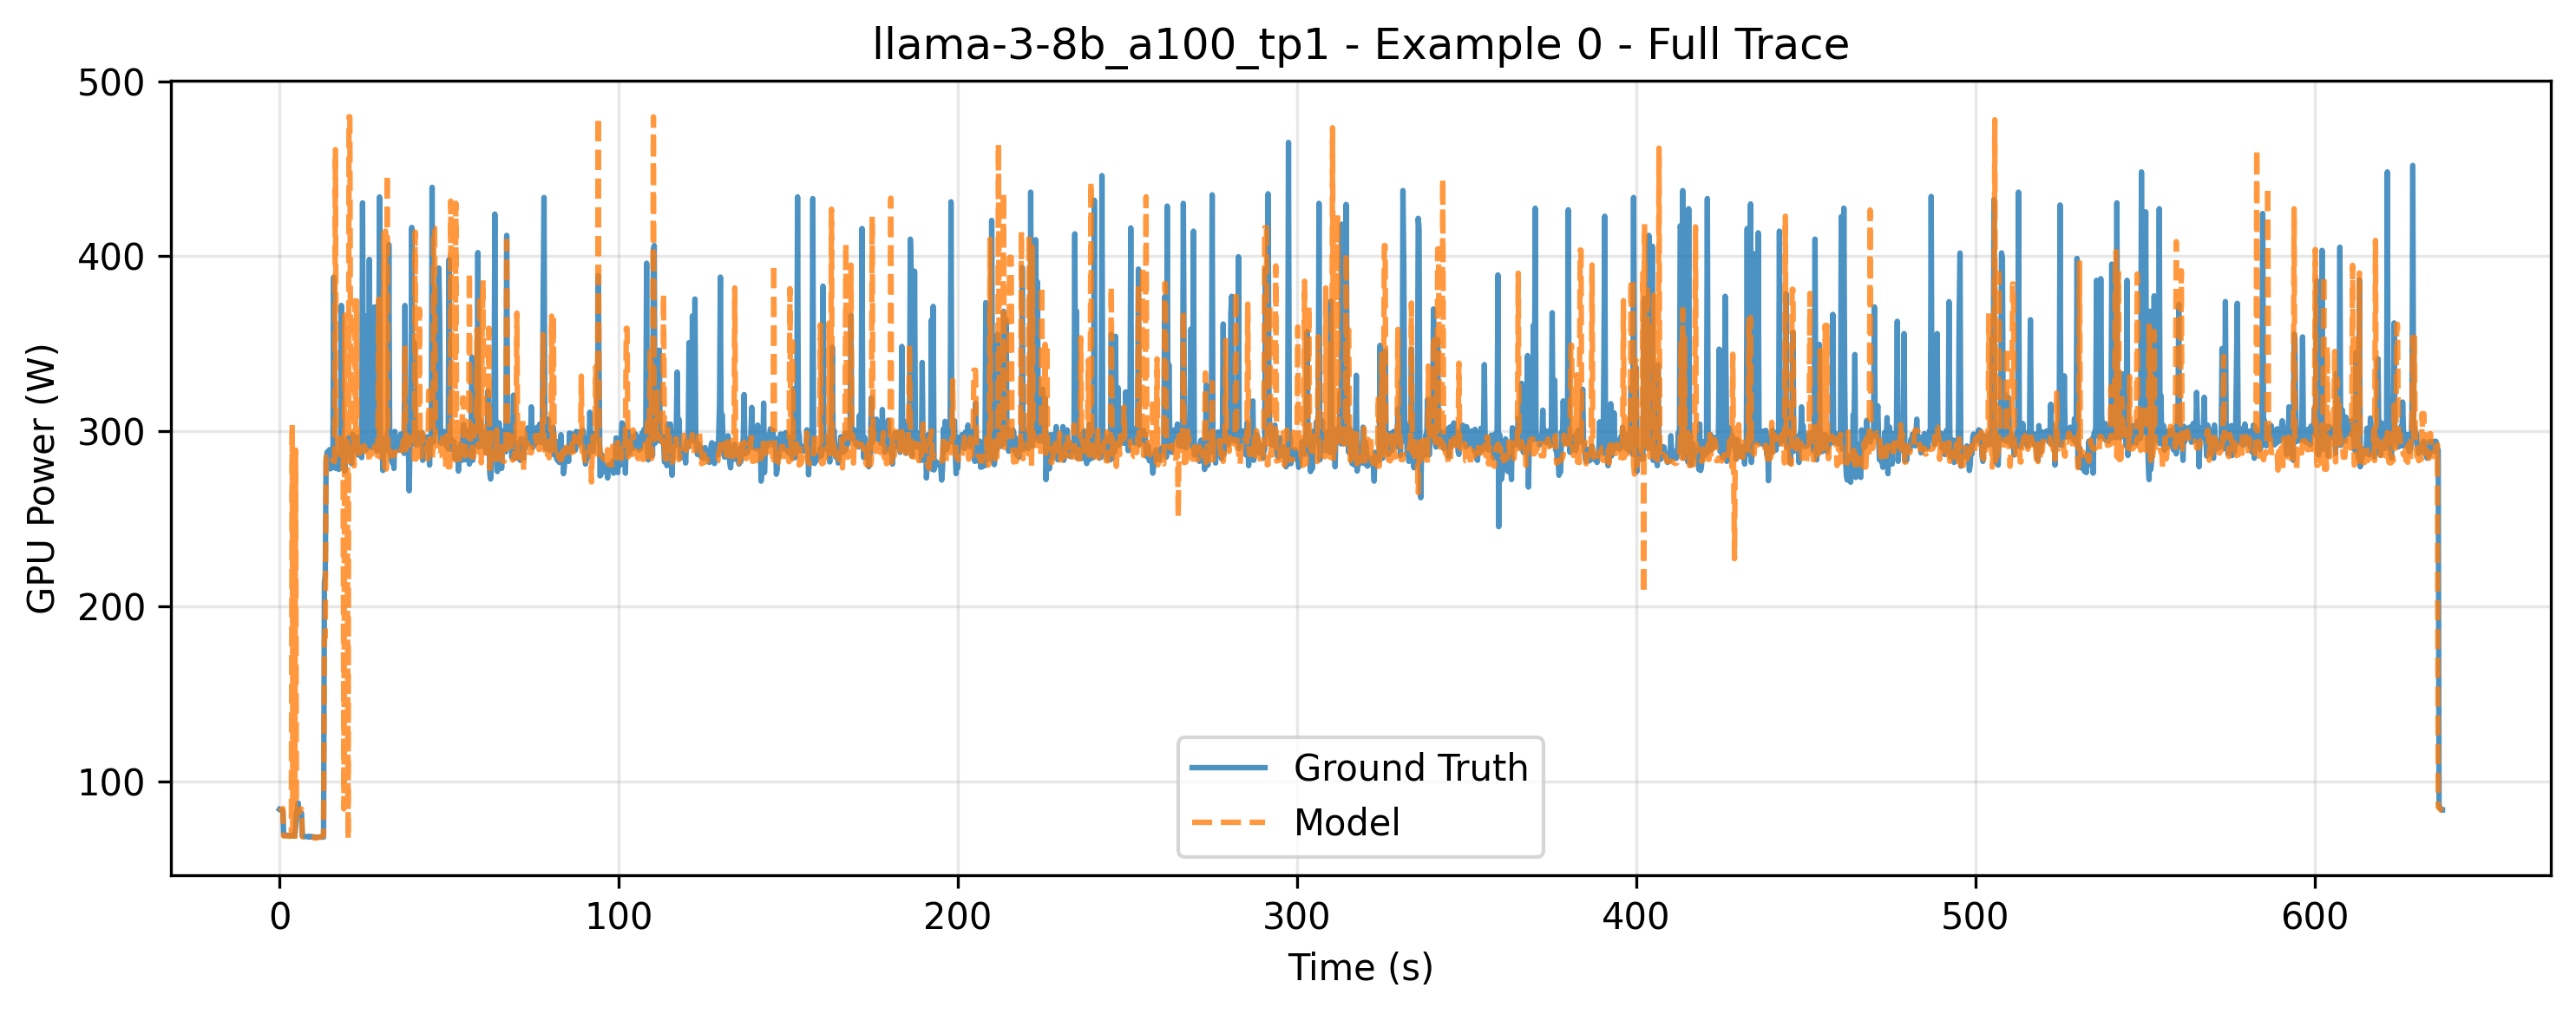 llama-3-8b_a100_tp1 - Example 0 - Full Trace
GPU Power (W)
500
400
300
200
100
Ground Truth
Model
0 100 200 300 400 500 600
Time (s)